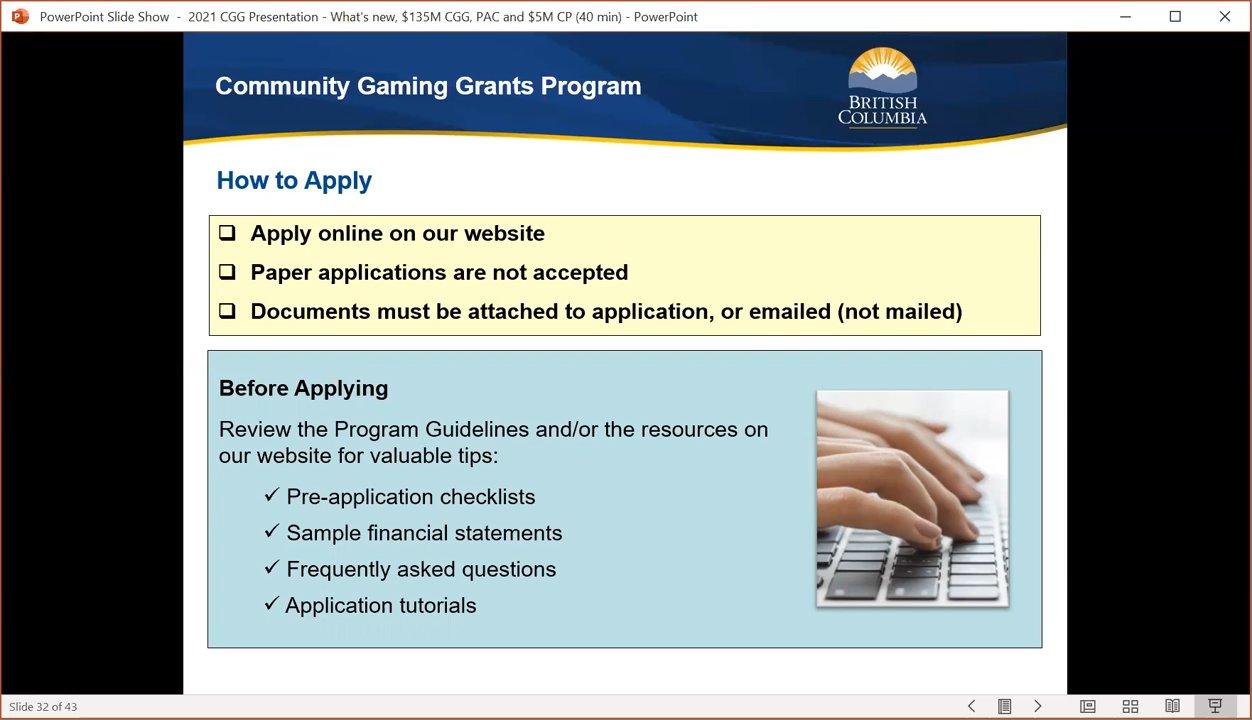 PowerPoint Slide Show - 2021 CGG Presentation - What's new, $135M CGG, PAC and $5M CP (40 min) - PowerPoint
Community Gaming Grants Program
BRITISH
COLUMBIA
How to Apply
Apply online on our website
Paper applications are not accepted
Documents must be attached to application, or emailed (not mailed)
Before Applying
Review the Program Guidelines and/or the resources on
our website for valuable tips:
Pre-application checklists
Sample financial statements
Frequently asked questions
Application tutorials
Slide 32 of 43